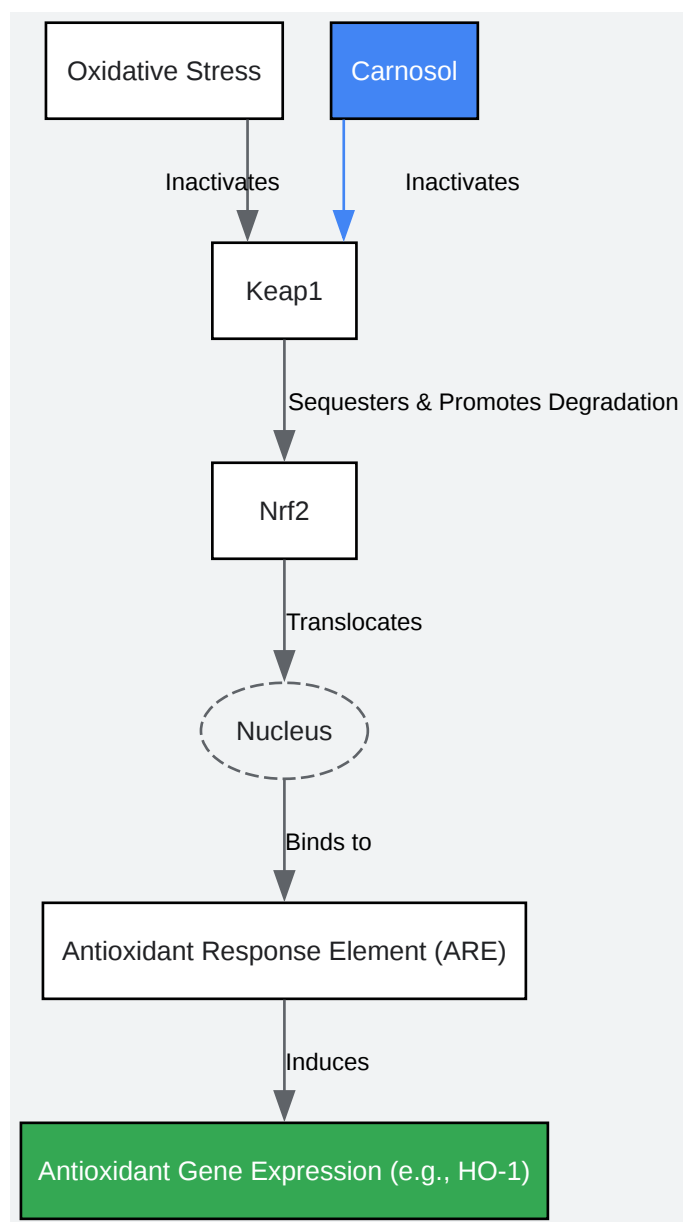 Oxidative Stress
Carnosol
Inactivates
Inactivates
Keap1
Sequesters & Promotes Degradation
Nrf2
Translocates
Nucleus
Binds to
Antioxidant Response Element (ARE)
Induces
Antioxidant Gene Expression (e.g., HO-1)